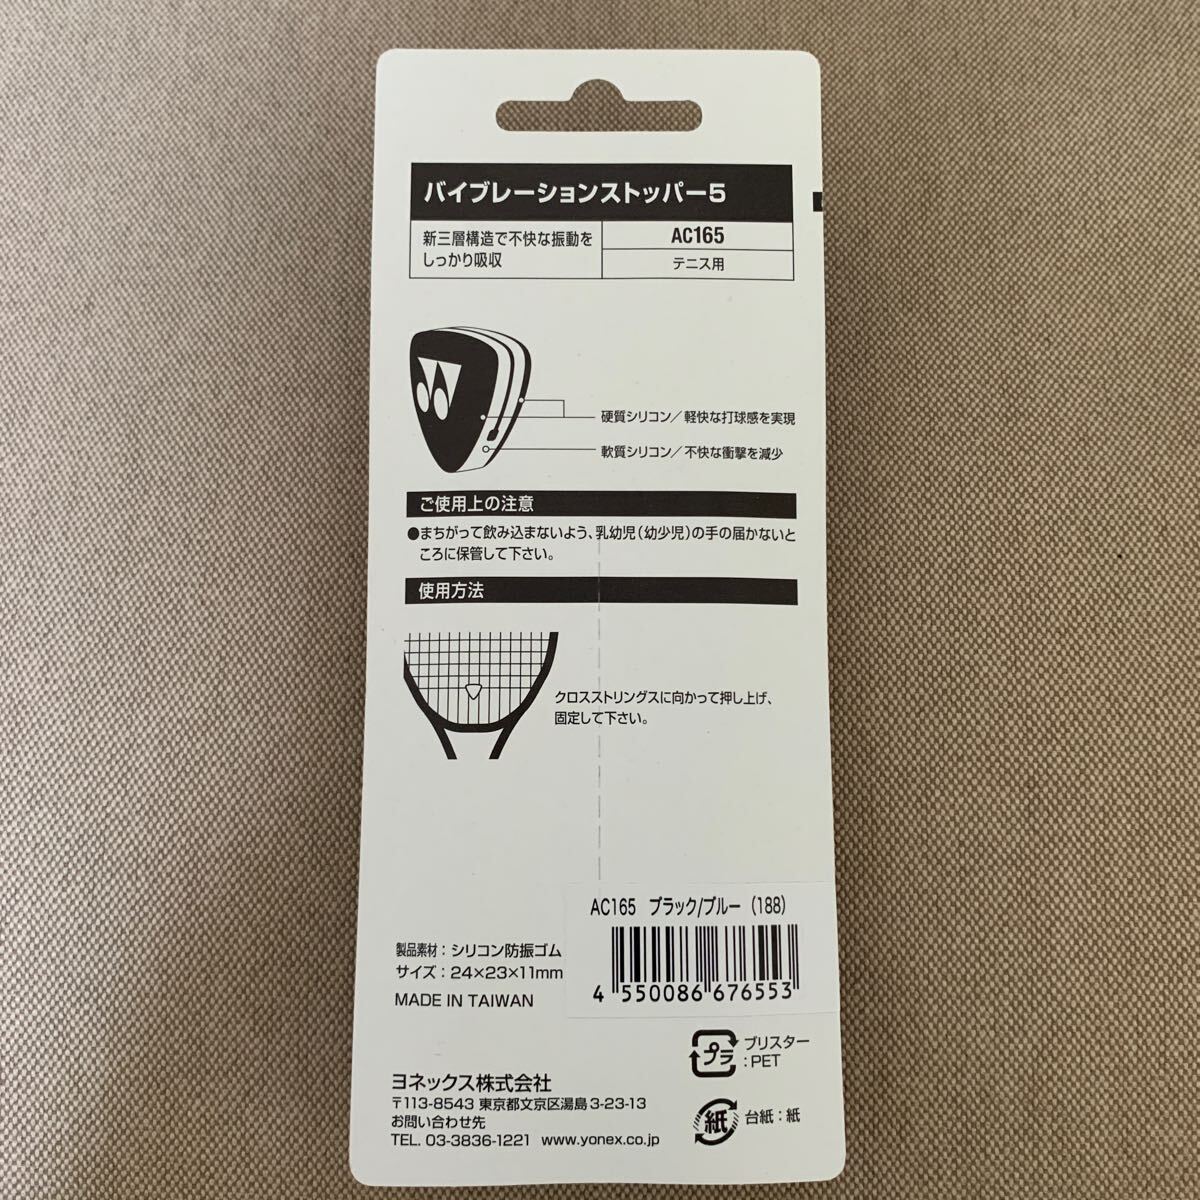 バイブレーションストッパー5
新三層構造で不快な振動を
しっかり吸収
AC165
テニス用
硬質シリコン/軽快な打球感を実現
軟質シリコン/不快な衝撃を減少
ご使用上の注意
●まちがって飲み込まないよう、乳幼児(幼少児)の手の届かないと
ころに保管して下さい。
使用方法
クロスストリングスに向かって押し上げ、
固定して下さい。
AC165 ブラック/ブルー (188)
4 550086 676553
製品素材:シリコン防振ゴム
サイズ:24×23×11mm
MADE IN TAIWAN
プラ
ブリスター
:PET
紙
台紙:紙
ヨネックス株式会社
〒113-8543 東京都文京区湯島3-23-13
お問い合わせ先
TEL. 03-3836-1221 www.yonex.co.jp